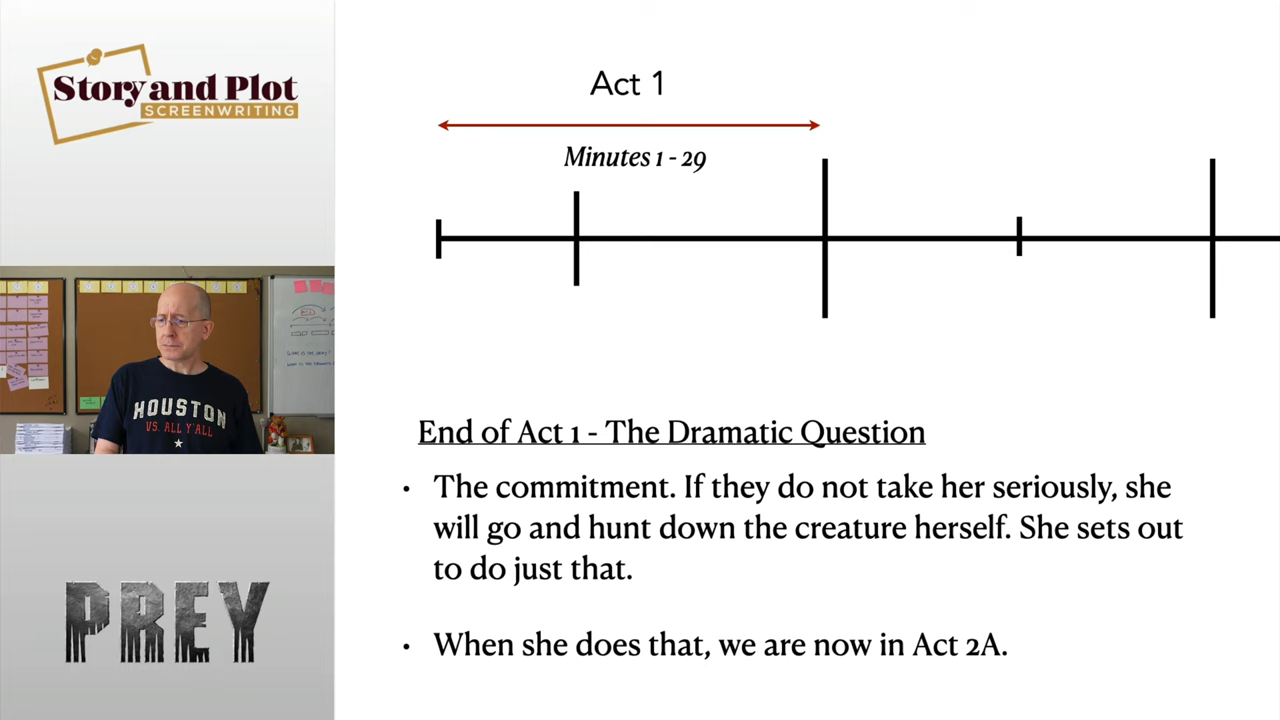 Story and Plot
SCREENWRITING
Act 1
Minutes 1 - 29
HOUSTON
VS. ALL Y'ALL
PREY
End of Act 1 - The Dramatic Question
• The commitment. If they do not take her seriously, she
will go and hunt down the creature herself. She sets out
to do just that.
• When she does that, we are now in Act 2A.